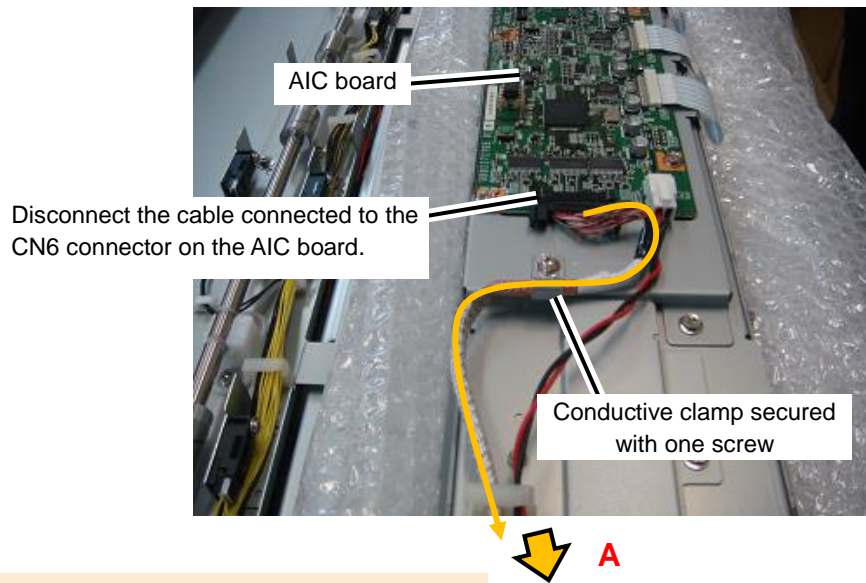 AIC board
Disconnect the cable connected to the
CN6 connector on the AIC board.
Conductive clamp secured
with one screw
A